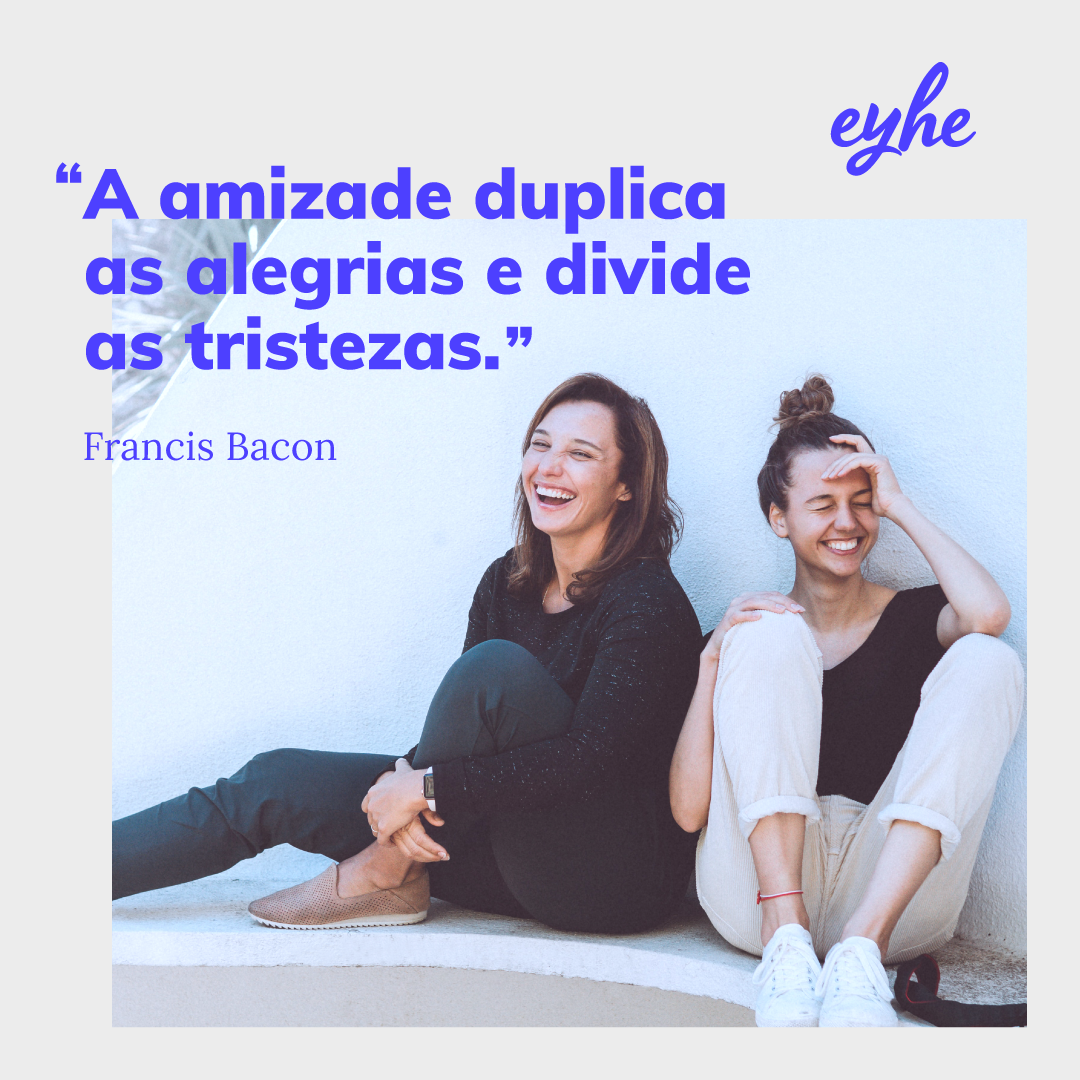 eyhe
“A amizade duplica
as alegrias e divide
as tristezas.”
Francis Bacon